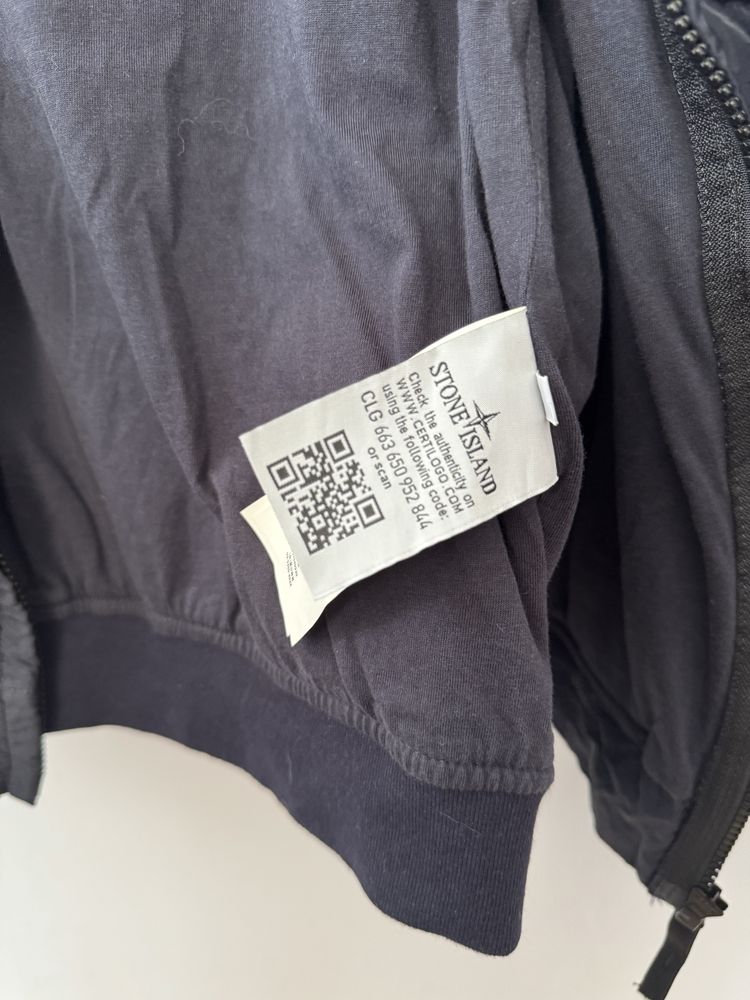 STONE ISLAND
Check the authenticity on
WWW.CERTILOGO.COM
using the following code:
CLG 663 650 952 844
or scan